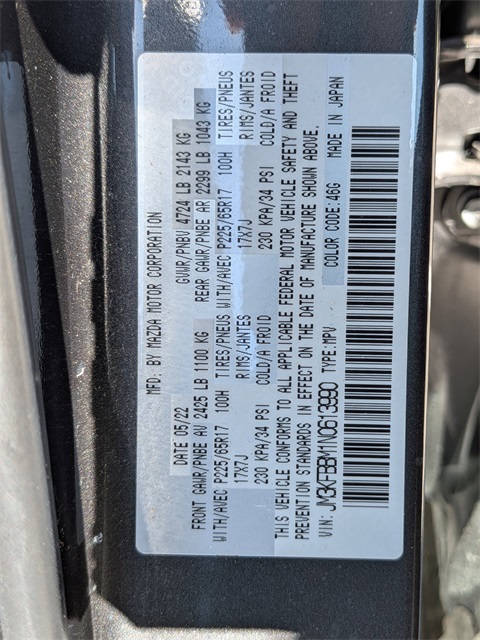 MFD. BY MAZDA MOTOR CORPORATION
DATE 05/22 GVWR/PNBV 4724 LB 2143 KG
FRONT GAWR/PNBE AV 2425 LB 1100 KG REAR GAWR/PNBE AR 2299 LB 1043 KG
WITH/AVEC P225/65R17 100H TIRES/PNEUS WITH/AVEC P225/65R17 100H TIRES/PNEUS
17X7J RIMS/JANTES 17X7J RIMS/JANTES
230 KPA/34 PSI COLD/A FROID 230 KPA/34 PSI COLD/A FROID
THIS VEHICLE CONFORMS TO ALL APPLICABLE FEDERAL MOTOR VEHICLE SAFETY AND THEFT
PREVENTION STANDARDS IN EFFECT ON THE DATE OF MANUFACTURE SHOWN ABOVE.
VIN: JM3KFBBM1N0613990 TYPE:MPV COLOR CODE:46G MADE IN JAPAN